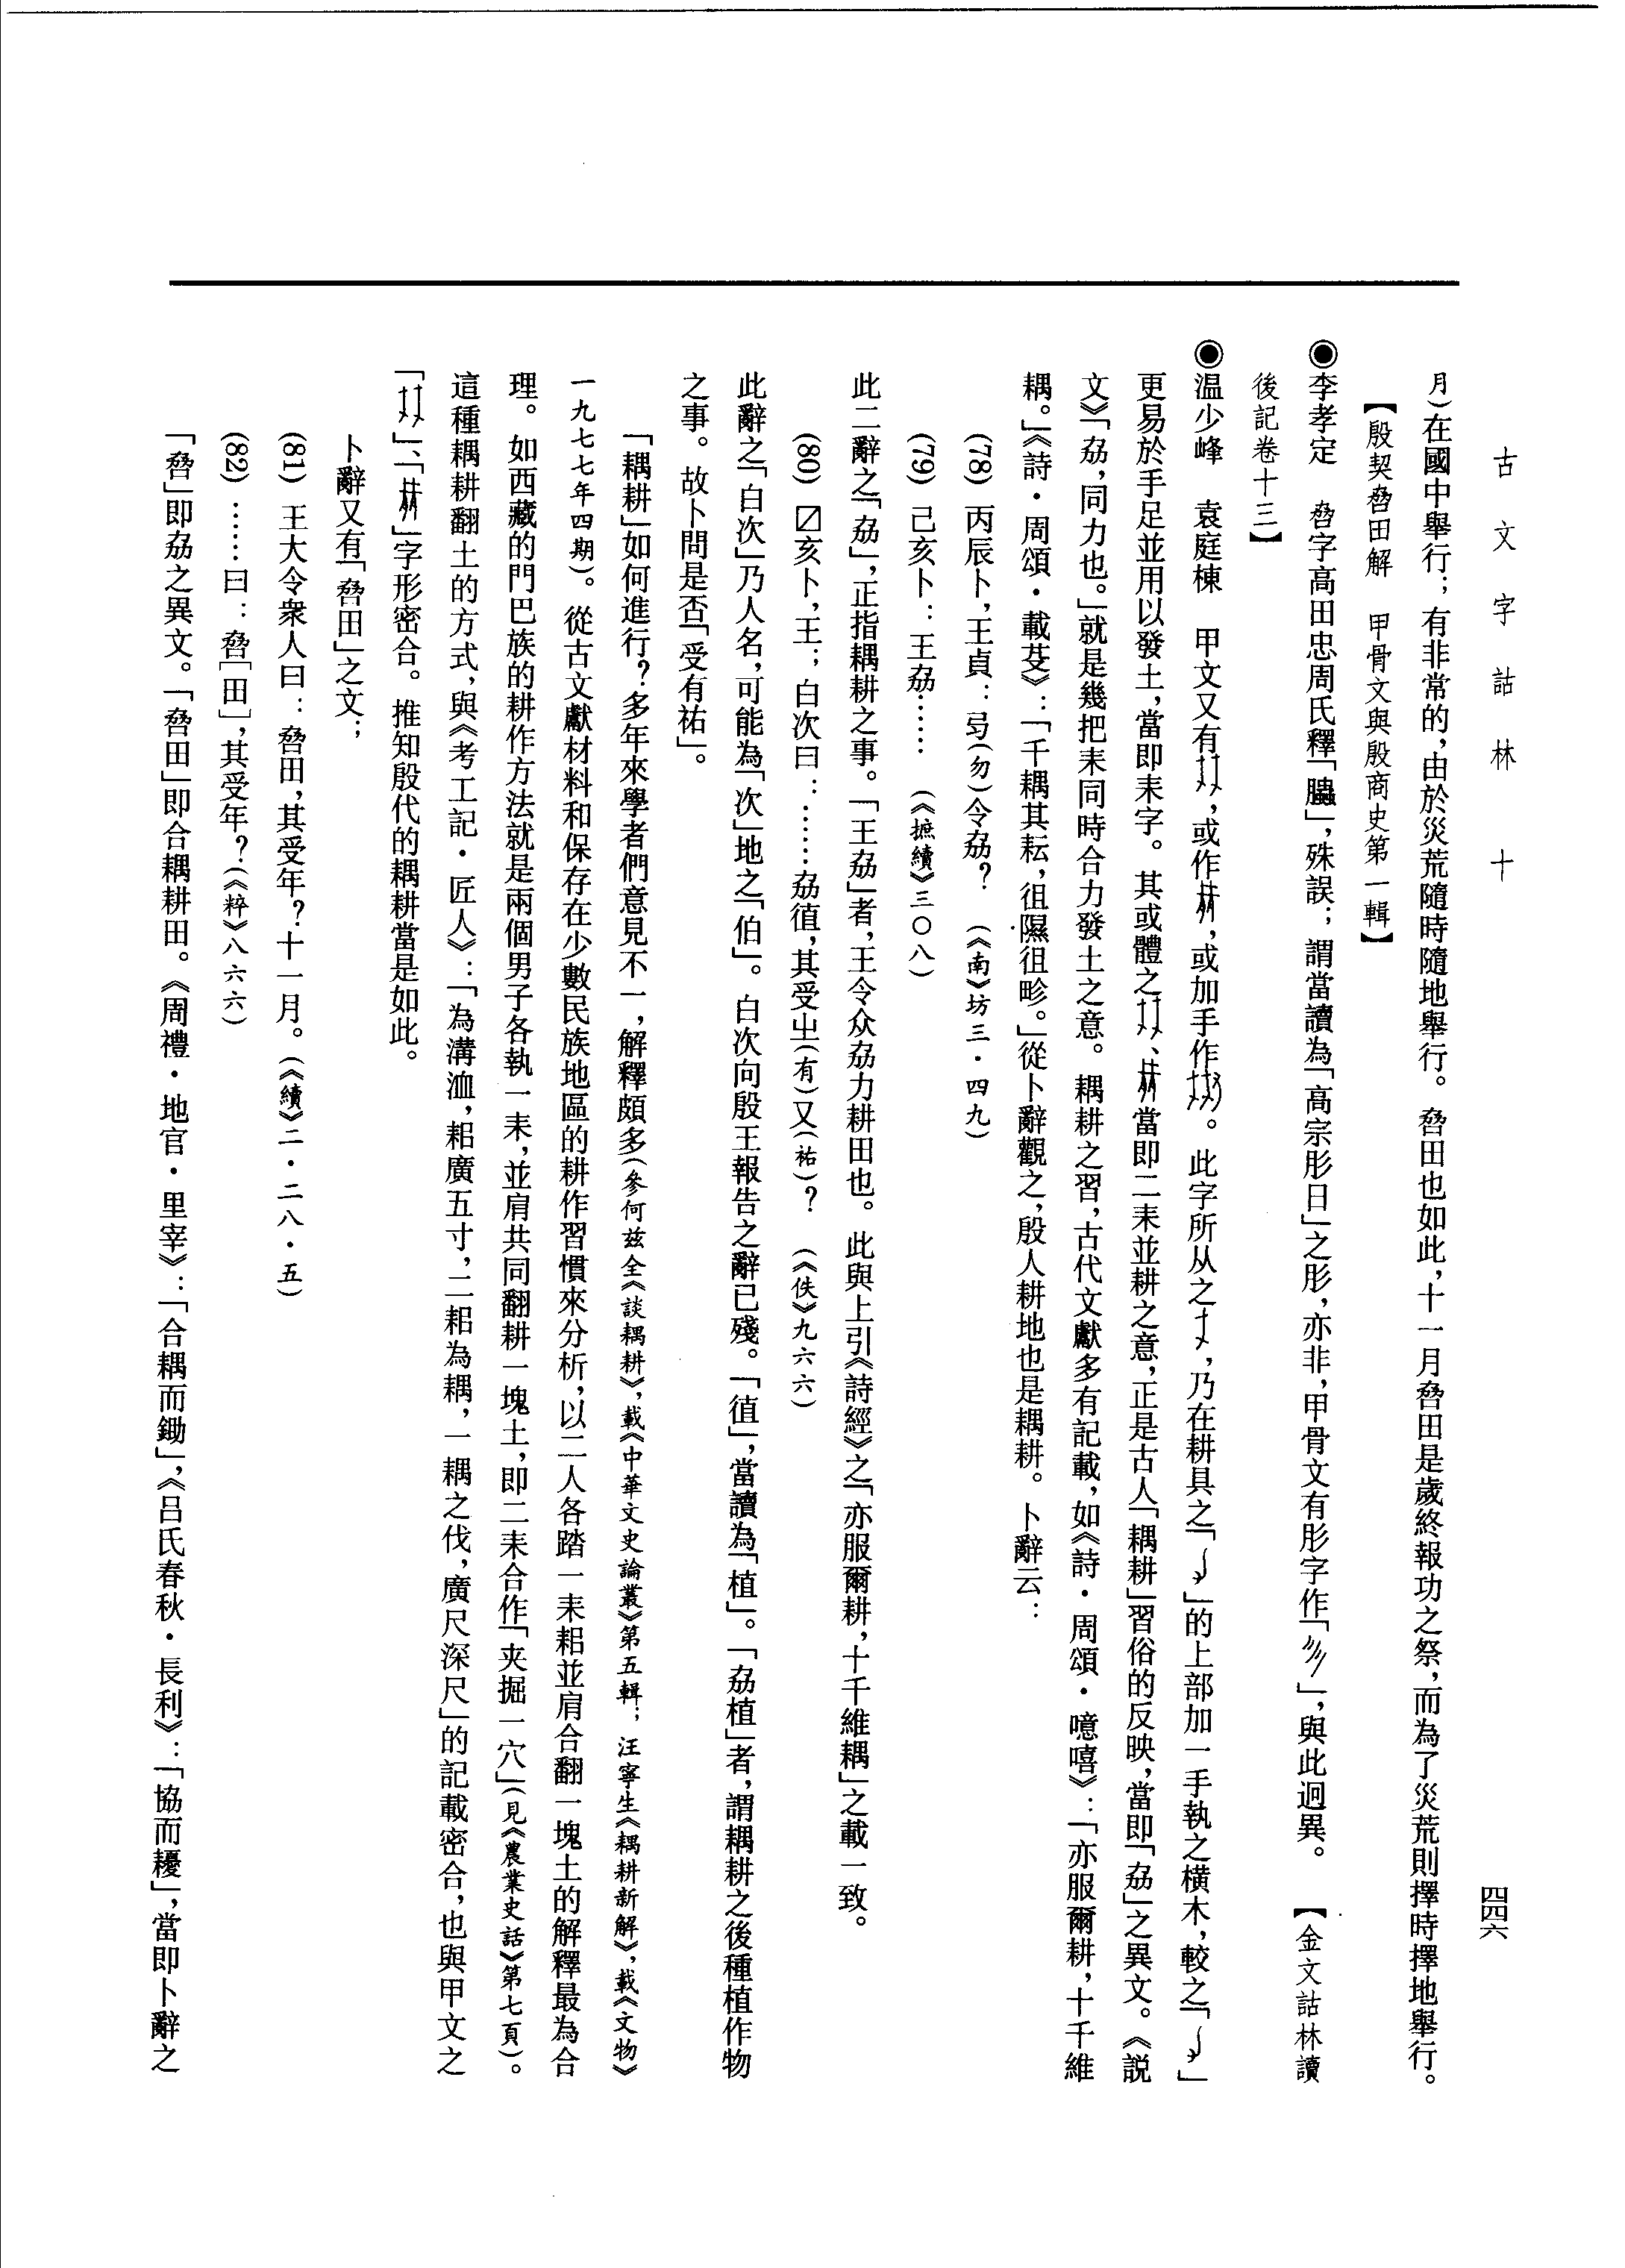 古文字詁林 十
四四六
月)在國中舉行；有非常的，由於災荒隨時隨地舉行。旮田也如此，十一月旮田是歲終報功之祭，而為了災荒則擇時擇地舉行。
【殷契旮田解 甲骨文與殷商史第一輯】
◉李孝定 旮字高田忠周氏釋「䖵」，殊誤；謂當讀為「高宗肜日」之肜，亦非，甲骨文有肜字作「」，與此迥異。 【金文詁林讀
後記卷十三】
◉温少峰 袁庭棟 甲文又有，或作，或加手作。此字所从之，乃在耕具之「」的上部加一手執之橫木，較之「」
更易於手足並用以發土，當即耒字。其或體之、當即二耒並耕之意，正是古人「耦耕」習俗的反映，當即「劦」之異文。《説
文》「劦，同力也。」就是幾把耒同時合力發土之意。耦耕之習，古代文獻多有記載，如《詩·周頌·噫嘻》：「亦服爾耕，十千維
耦。」《詩·周頌·載芟》：「千耦其耘，徂隰徂畛。」從卜辭觀之，殷人耕地也是耦耕。卜辭云：
(78) 丙辰卜，王貞：弓(勿)令劦？ (《南》坊三·四九)
(79) 己亥卜：王劦…… (《摭續》三〇八)
此二辭之「劦」，正指耦耕之事。「王劦」者，王令众劦力耕田也。此與上引《詩經》之「亦服爾耕，十千維耦」之載一致。
(80) 〼亥卜，王；白次曰：……劦徝，其受㞢(有)又(祐)？ (《佚》九六六)
此辭之「白次」乃人名，可能為「次」地之「伯」。白次向殷王報告之辭已殘。「徝」，當讀為「植」。「劦植」者，謂耦耕之後種植作物
之事。故卜問是否「受有祐」。
「耦耕」如何進行？多年來學者們意見不一，解釋頗多(參何兹全《談耦耕》，載《中華文史論叢》第五輯；汪寧生《耦耕新解》，載《文物》
一九七七年四期)。從古文獻材料和保存在少數民族地區的耕作習慣來分析，以二人各踏一耒耜並肩合翻一塊土的解釋最為合
理。如西藏的門巴族的耕作方法就是兩個男子各執一耒，並肩共同翻耕一塊土，即二耒合作「夹掘一穴」(見《農業史話》第七頁)。
這種耦耕翻土的方式，與《考工記·匠人》：「為溝洫，耜廣五寸，二耜為耦，一耦之伐，廣尺深尺」的記載密合，也與甲文之
「」、「」字形密合。推知殷代的耦耕當是如此。
卜辭又有「旮田」之文；
(81) 王大令衆人曰：旮田，其受年？十一月。(《續》二·二八·五)
(82) ……曰：旮[田]，其受年？(《粹》八六六)
「旮」即劦之異文。「旮田」即合耦耕田。《周禮·地官·里宰》：「合耦而鋤」，《吕氏春秋·長利》：「協而耰」，當即卜辭之